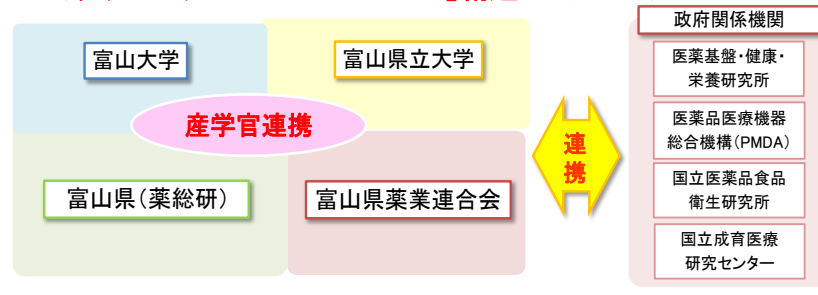 富山大学
富山県立大学
産学官連携
富山県(薬総研)
富山県薬業連合会
連
携
政府関係機関
医薬基盤・健康・
栄養研究所
医薬品医療機器
総合機構(PMDA)
国立医薬品食品
衛生研究所
国立成育医療
研究センター